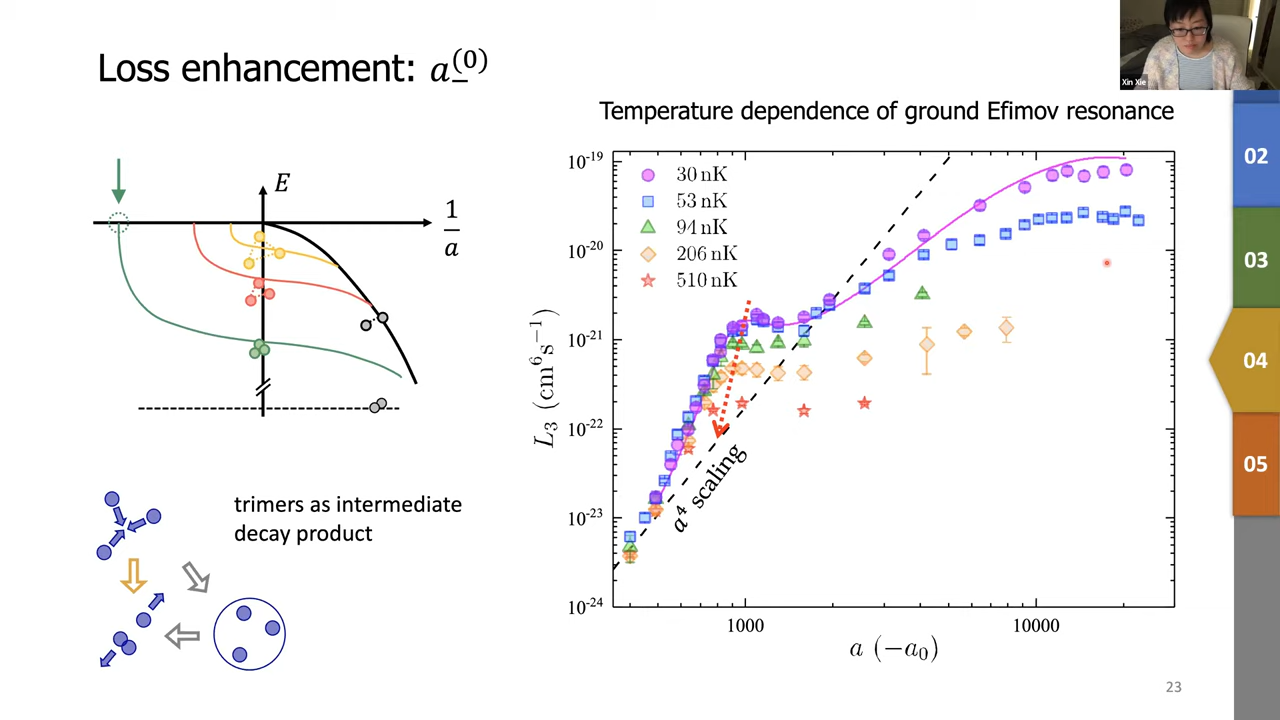 Loss enhancement: a₋⁽⁰⁾
Xin Xie
Temperature dependence of ground Efimov resonance
E
1/a
trimers as intermediate
decay product
10⁻¹⁹
10⁻²⁰
10⁻²¹
10⁻²²
10⁻²³
10⁻²⁴
L₃ (cm⁶s⁻¹)
30 nK
53 nK
94 nK
206 nK
510 nK
a⁴ scaling
1000
10000
a (−a₀)
02
03
04
05
23